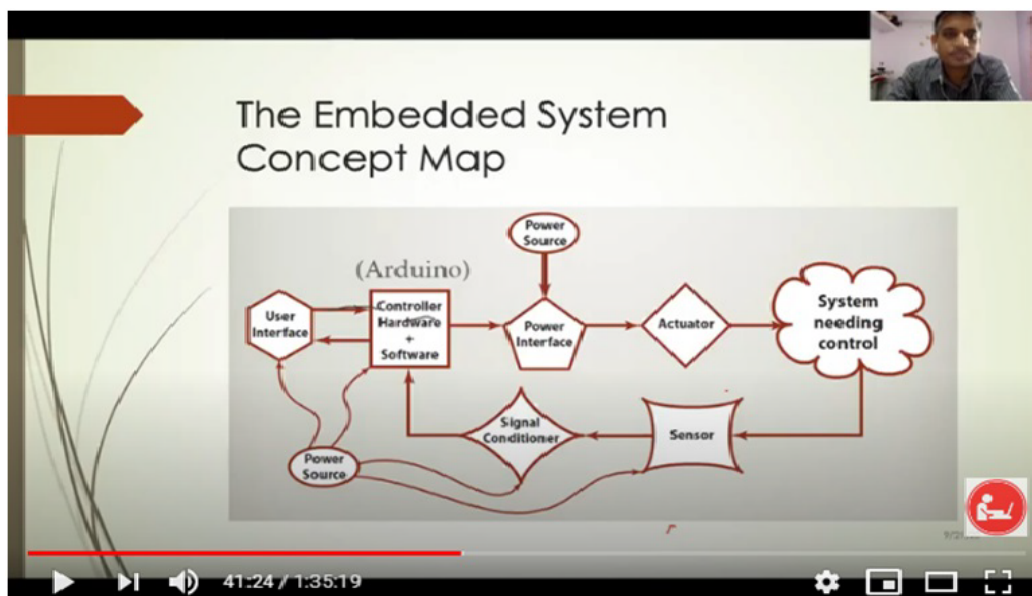 The Embedded System
Concept Map
Power
Source
(Arduino)
User
Interface
Controller
Hardware
+
Software
Power
Interface
Actuator
System
needing
control
Signal
Conditioner
Sensor
Power
Source
41:24 / 1:35:19